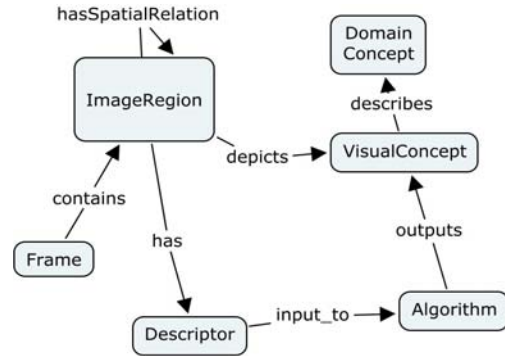 hasSpatialRelation
Domain
Concept
ImageRegion
describes
depicts
VisualConcept
contains
has
outputs
Frame
Descriptor
input_to
Algorithm